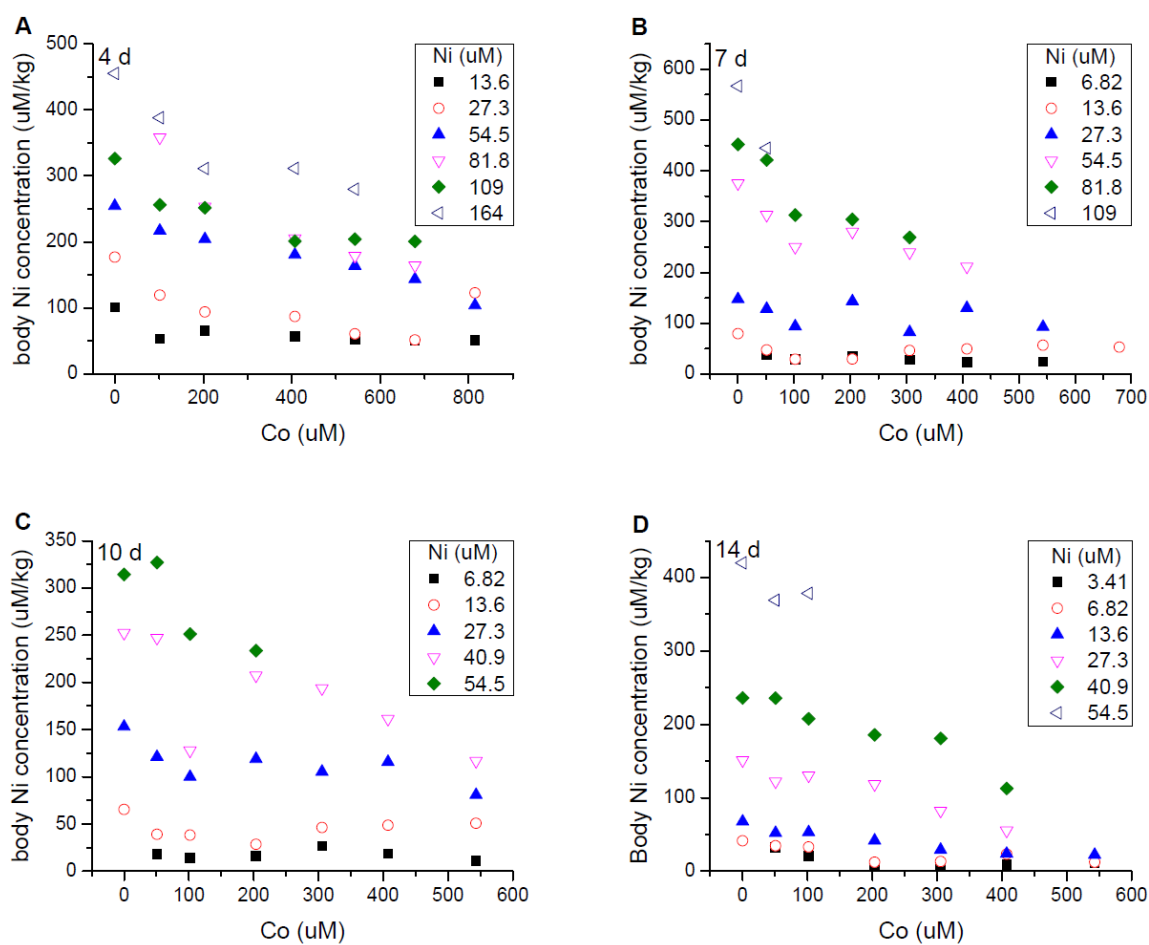 A
4 d
Ni (uM)
13.6
27.3
54.5
81.8
109
164
500
400
300
200
100
0
body Ni concentration (uM/kg)
0 200 400 600 800
Co (uM)
B
7 d
Ni (uM)
6.82
13.6
27.3
54.5
81.8
109
600
500
400
300
200
100
0
body Ni concentration (uM/kg)
0 100 200 300 400 500 600 700
Co (uM)
C
10 d
Ni (uM)
6.82
13.6
27.3
40.9
54.5
350
300
250
200
150
100
50
0
body Ni concentration (uM/kg)
0 100 200 300 400 500 600
Co (uM)
D
14 d
Ni (uM)
3.41
6.82
13.6
27.3
40.9
54.5
400
300
200
100
0
Body Ni concentration (uM/kg)
0 100 200 300 400 500 600
Co (uM)